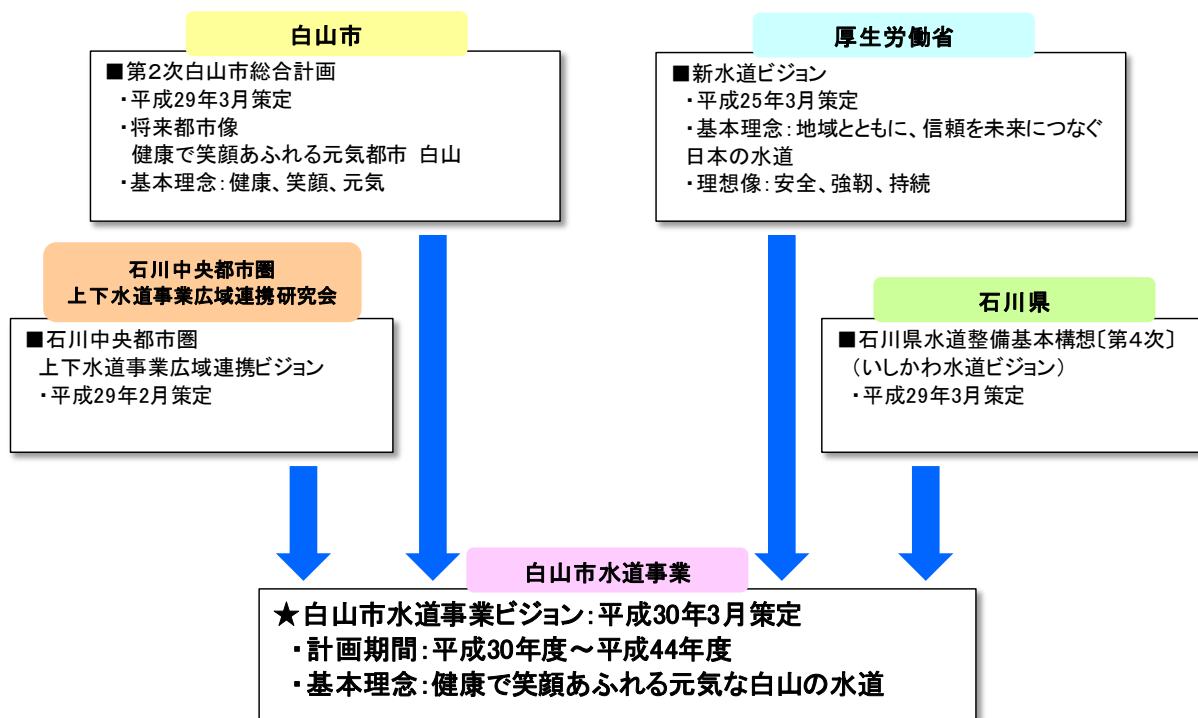 白山市
■第2次白山市総合計画
・平成29年3月策定
・将来都市像
健康で笑顔あふれる元気都市 白山
・基本理念：健康、笑顔、元気
厚生労働省
■新水道ビジョン
・平成25年3月策定
・基本理念：地域とともに、信頼を未来につなぐ
日本の水道
・理想像：安全、強靭、持続
石川中央都市圏
上下水道事業広域連携研究会
■石川中央都市圏
上下水道事業広域連携ビジョン
・平成29年2月策定
石川県
■石川県水道整備基本構想〔第4次〕
（いしかわ水道ビジョン）
・平成29年3月策定
白山市水道事業
★白山市水道事業ビジョン：平成30年3月策定
・計画期間：平成30年度～平成44年度
・基本理念：健康で笑顔あふれる元気な白山の水道